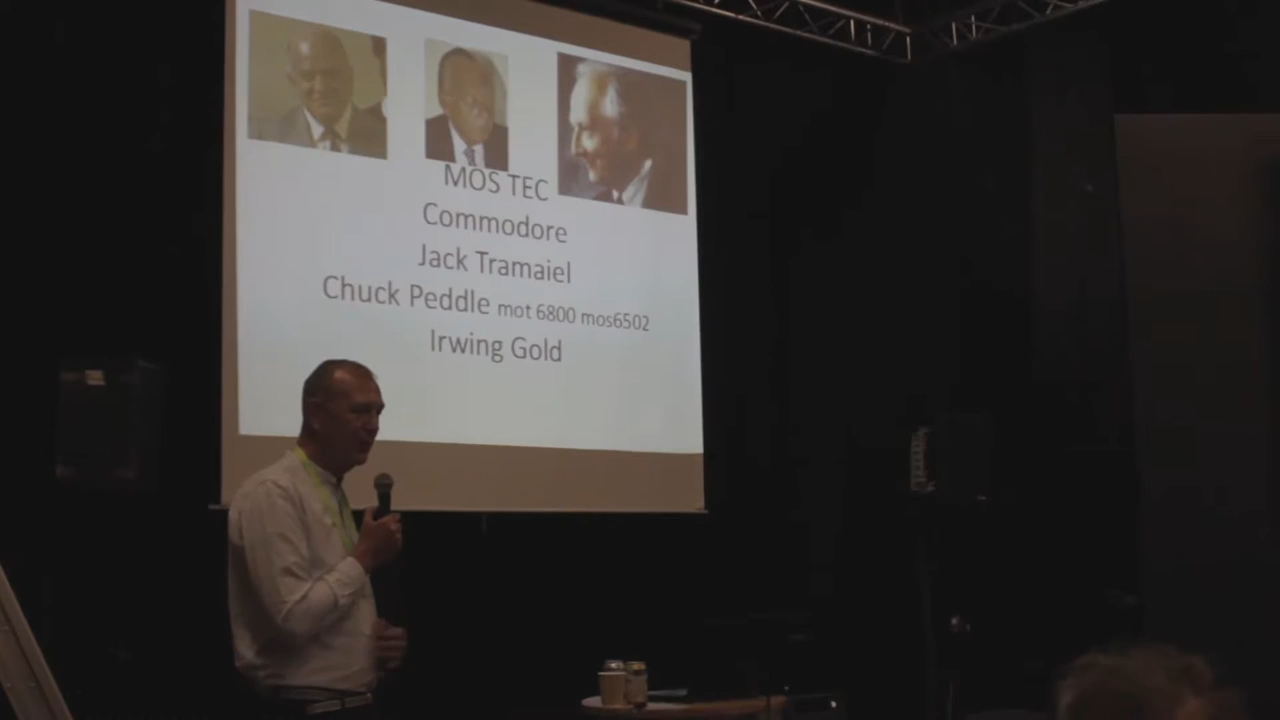 MOS TEC
Commodore
Jack Tramaiel
Chuck Peddle mot 6800 mos6502
Irwing Gold